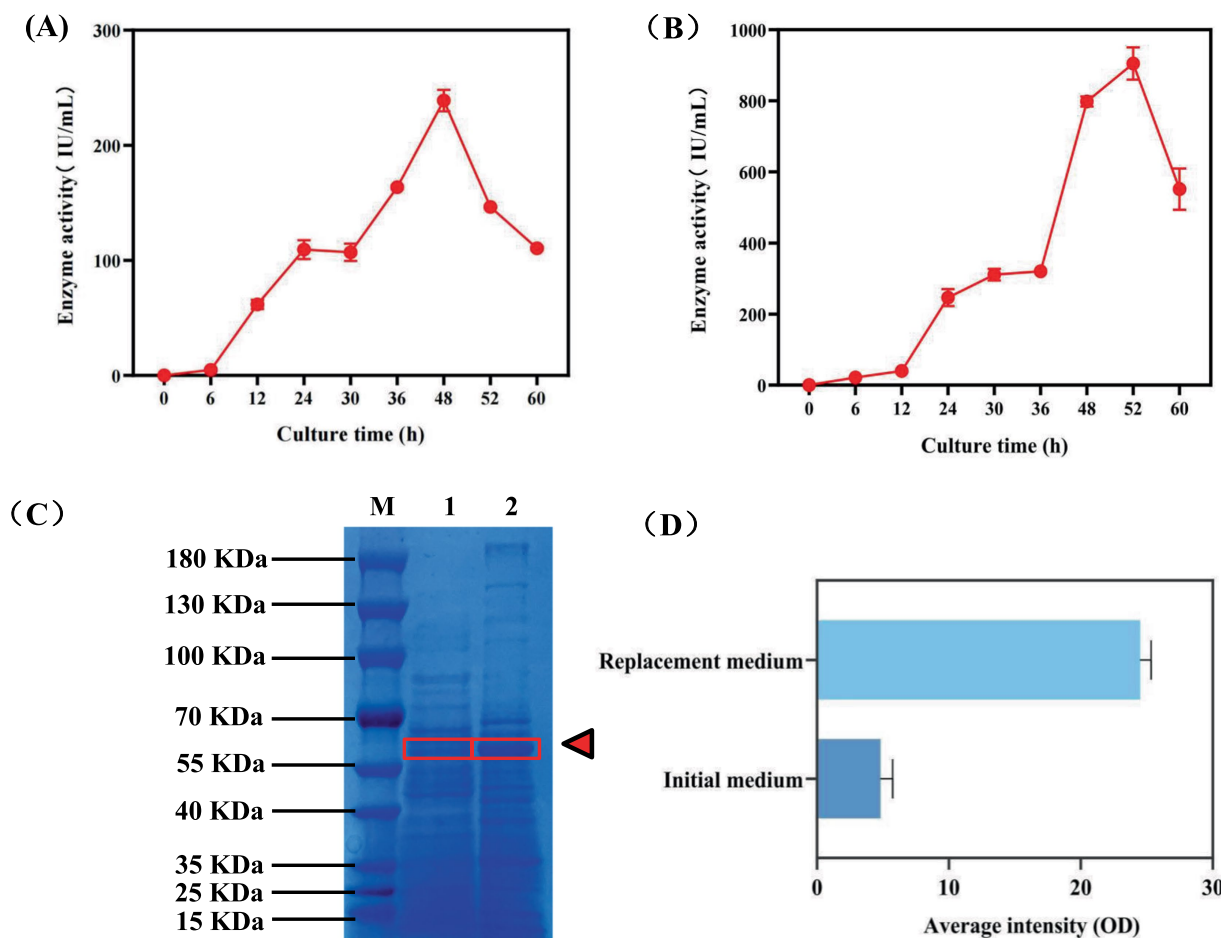 (A)
300
200
100
0
Enzyme activity( IU/mL)
0 6 12 24 30 36 48 52 60
Culture time (h)
(B)
1000
800
600
400
200
0
Enzyme activity( IU/mL)
0 6 12 24 30 36 48 52 60
Culture time (h)
(C)
M 1 2
180 KDa
130 KDa
100 KDa
70 KDa
55 KDa
40 KDa
35 KDa
25 KDa
15 KDa
(D)
Replacement medium
Initial medium
0 10 20 30
Average intensity (OD)